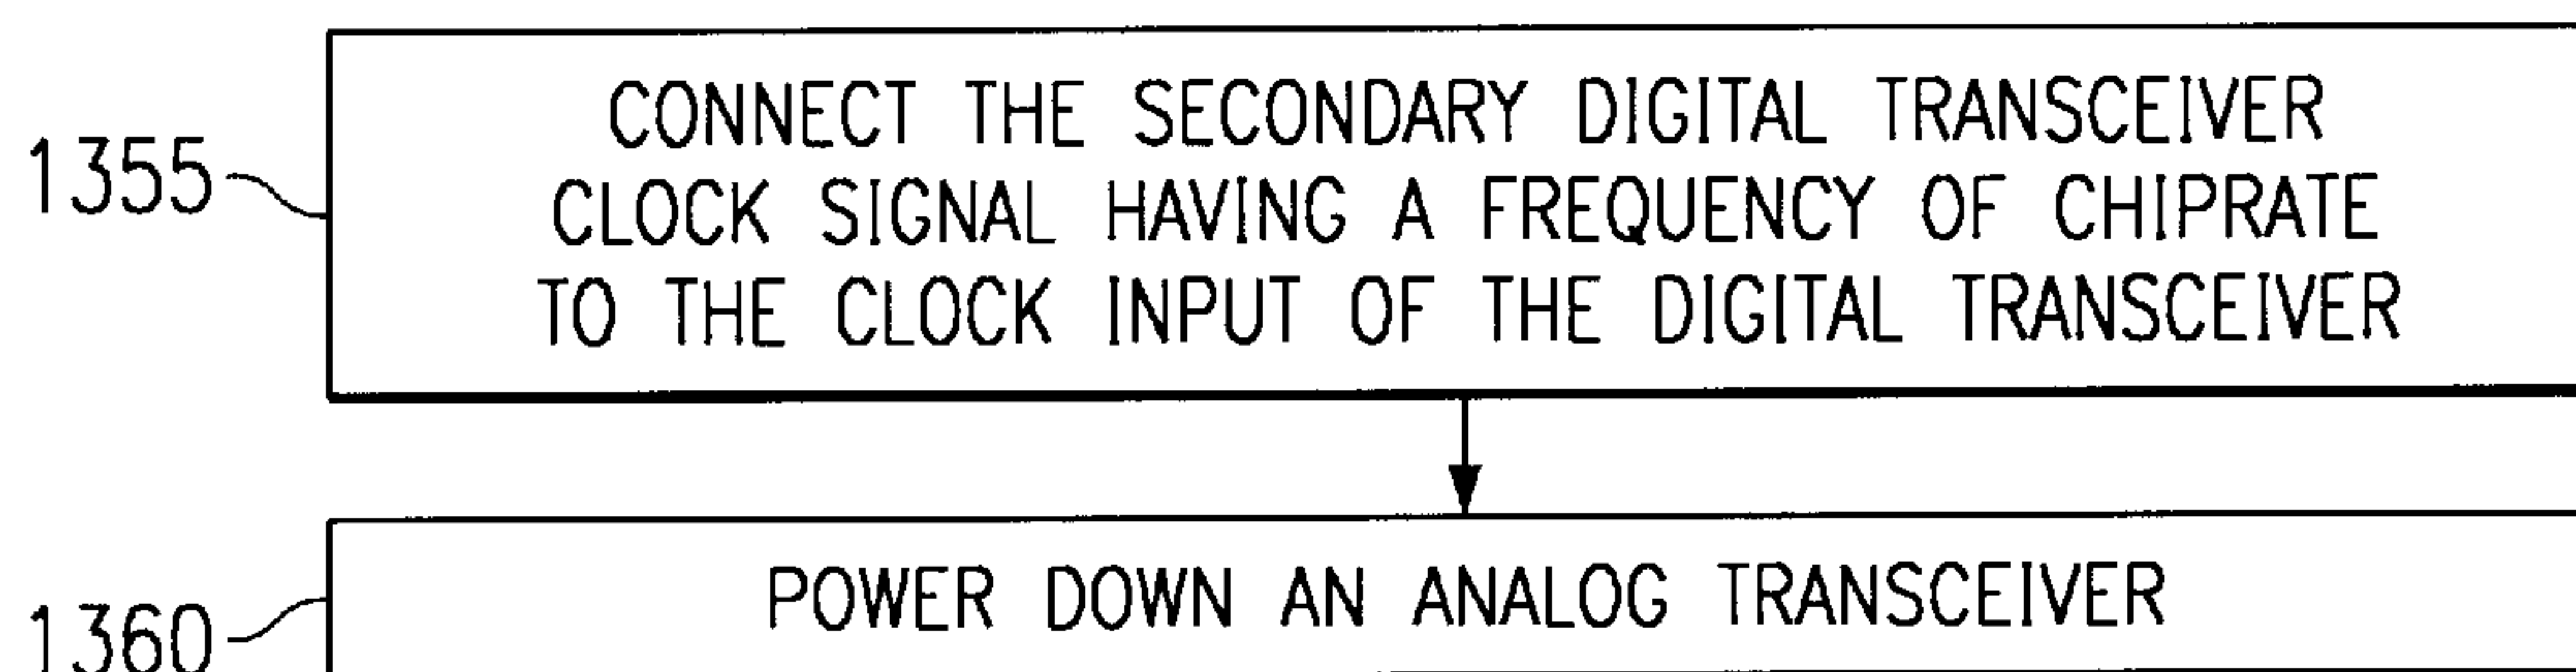 CONNECT THE SECONDARY DIGITAL TRANSCEIVER
1355 CLOCK SIGNAL HAVING A FREQUENCY OF CHIPRATE
TO THE CLOCK INPUT OF THE DIGITAL TRANSCEIVER
1360 POWER DOWN AN ANALOG TRANSCEIVER